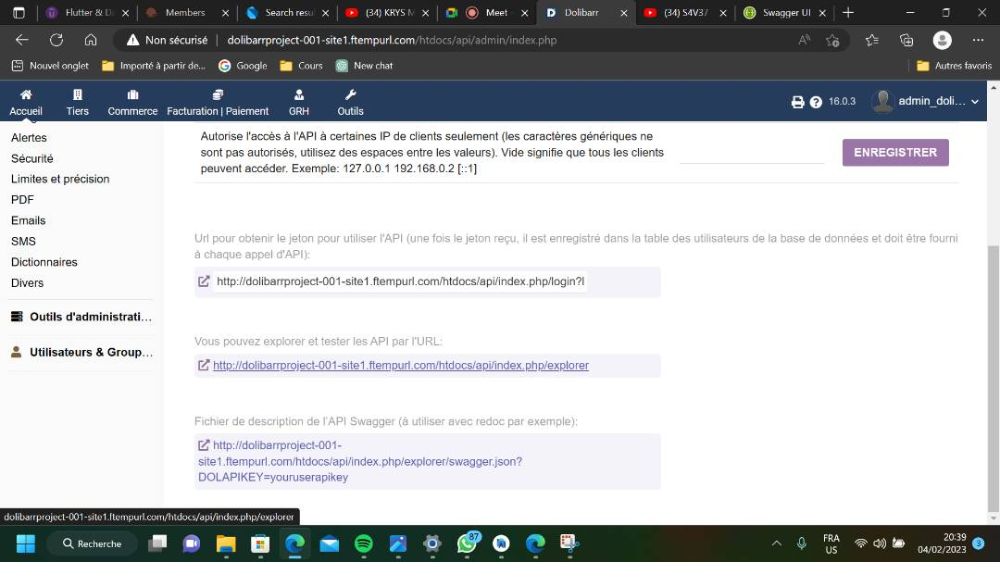 Flutter & D
Members
Search resu
(34) KRYS M
Meet -
Dolibarr
(34) S4V37
Swagger UI
Non sécurisé
dolibarrproject-001-site1.ftempurl.com/htdocs/api/admin/index.php
Nouvel onglet
Importé à partir de...
Google
Cours
New chat
Autres favoris
Accueil
Tiers
Commerce
Facturation | Paiement
GRH
Outils
16.0.3
admin_doli...
Alertes
Sécurité
Limites et précision
PDF
Emails
SMS
Dictionnaires
Divers
Outils d'administrati...
Utilisateurs & Group...
Autorise l'accès à l'API à certaines IP de clients seulement (les caractères génériques ne
sont pas autorisés, utilisez des espaces entre les valeurs). Vide signifie que tous les clients
peuvent accéder. Exemple: 127.0.0.1 192.168.0.2 [::1]
ENREGISTRER
Url pour obtenir le jeton pour utiliser l'API (une fois le jeton reçu, il est enregistré dans la table des utilisateurs de la base de données et doit être fourni
à chaque appel d'API):
http://dolibarrproject-001-site1.ftempurl.com/htdocs/api/index.php/login?l
Vous pouvez explorer et tester les API par l'URL:
http://dolibarrproject-001-site1.ftempurl.com/htdocs/api/index.php/explorer
Fichier de description de l'API Swagger (à utiliser avec redoc par exemple):
http://dolibarrproject-001-
site1.ftempurl.com/htdocs/api/index.php/explorer/swagger.json?
DOLAPIKEY=youruserapikey
dolibarrproject-001-site1.ftempurl.com/htdocs/api/index.php/explorer
Recherche
87
FRA
US
20:39
04/02/2023
3